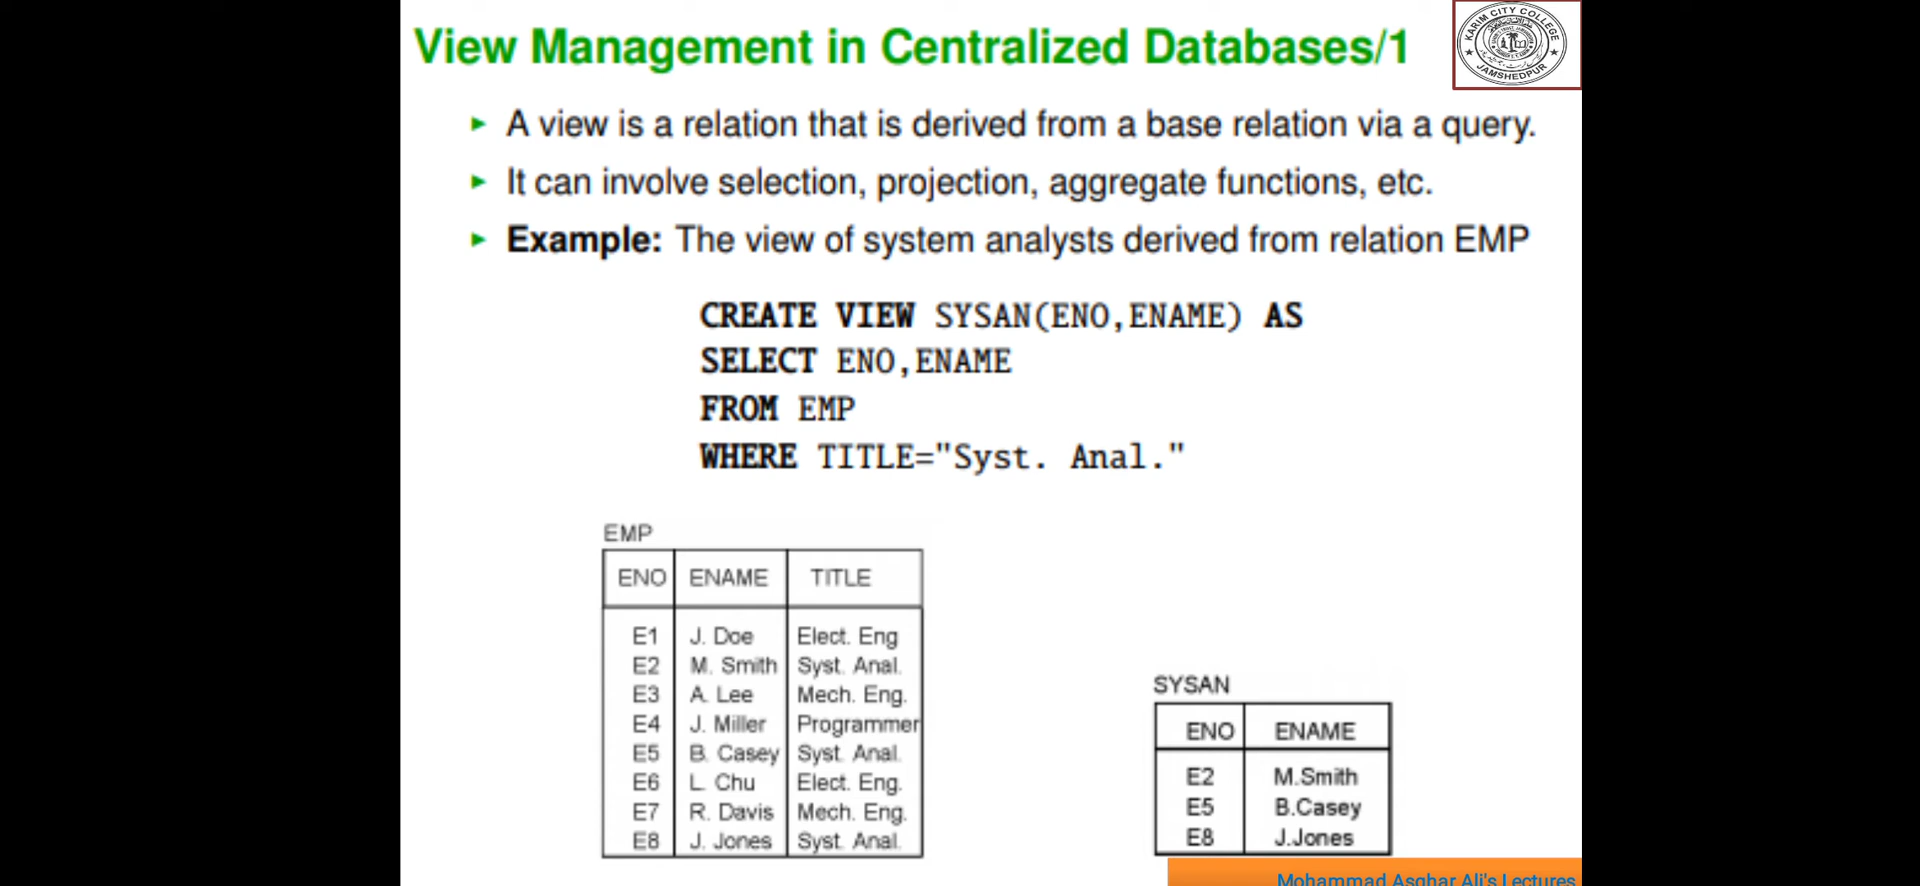 View Management in Centralized Databases/1
KARIM CITY COLLEGE
JAMSHEDPUR
► A view is a relation that is derived from a base relation via a query.
► It can involve selection, projection, aggregate functions, etc.
► Example: The view of system analysts derived from relation EMP
CREATE VIEW SYSAN(ENO,ENAME) AS
SELECT ENO,ENAME
FROM EMP
WHERE TITLE="Syst. Anal."
EMP
ENO ENAME TITLE
E1 J. Doe Elect. Eng
E2 M. Smith Syst. Anal.
E3 A. Lee Mech. Eng.
E4 J. Miller Programmer
E5 B. Casey Syst. Anal.
E6 L. Chu Elect. Eng.
E7 R. Davis Mech. Eng.
E8 J. Jones Syst. Anal.
SYSAN
ENO ENAME
E2 M.Smith
E5 B.Casey
E8 J.Jones
Mohammad Asghar Ali's Lectures